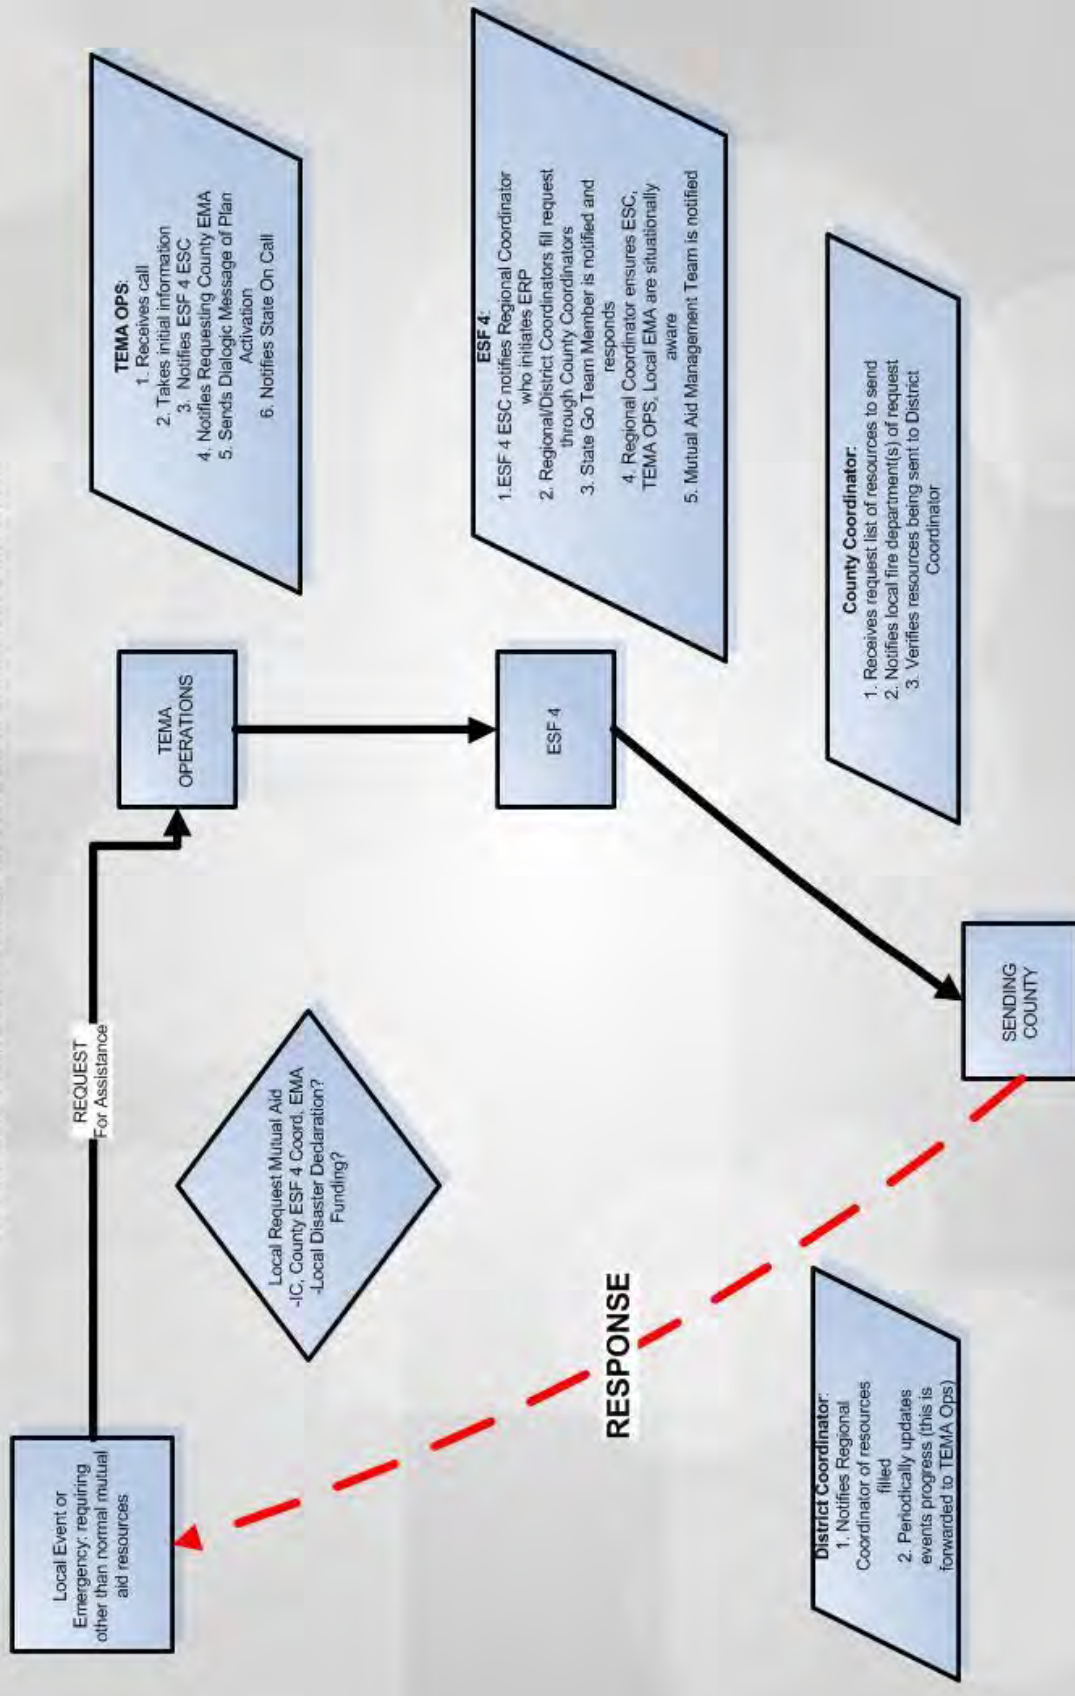 Local Event or
Emergency: requiring
other than normal mutual
aid resources
REQUEST
For Assistance
TEMA
OPERATIONS
TEMA OPS:
1. Receives call
2. Takes initial information
3. Notifies ESF 4 ESC
4. Notifies Requesting County EMA
5. Sends Dialogic Message of Plan
Activation
6. Notifies State On Call
Local Request Mutual Aid
-IC, County ESF 4 Coord, EMA
-Local Disaster Declaration?
Funding?
ESF 4
ESF 4:
1.ESF 4 ESC notifies Regional Coordinator
who initiates ERP
2. Regional/District Coordinators fill request
through County Coordinators
3. State Go Team Member is notified and
responds
4. Regional Coordinator ensures ESC,
TEMA OPS, Local EMA are situationally
aware
5. Mutual Aid Management Team is notified
RESPONSE
District Coordinator:
1. Notifies Regional
Coordinator of resources
filled
2. Periodically updates
events progress (this is
forwarded to TEMA Ops)
SENDING
COUNTY
County Coordinator:
1. Receives request list of resources to send
2. Notifies local fire department(s) of request
3. Verifies resources being sent to District
Coordinator